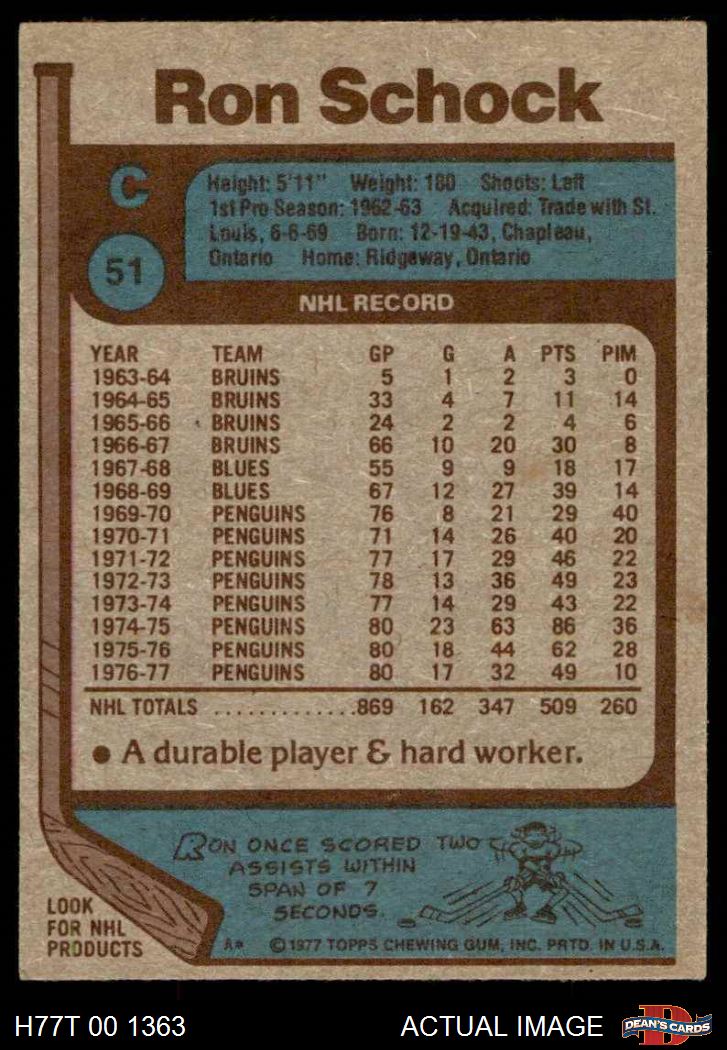 Ron Schock
C
51
Height: 5'11" Weight: 180 Shoots: Left
1st Pro Season: 1962-63 Acquired: Trade with St.
Louis, 6-6-69 Born: 12-19-43, Chapleau,
Ontario Home: Ridgeway, Ontario
NHL RECORD
YEAR TEAM GP G A PTS PIM
1963-64 BRUINS 5 1 2 3 0
1964-65 BRUINS 33 4 7 11 14
1965-66 BRUINS 24 2 2 4 6
1966-67 BRUINS 66 10 20 30 8
1967-68 BLUES 55 9 9 18 17
1968-69 BLUES 67 12 27 39 14
1969-70 PENGUINS 76 8 21 29 40
1970-71 PENGUINS 71 14 26 40 20
1971-72 PENGUINS 77 17 29 46 22
1972-73 PENGUINS 78 13 36 49 23
1973-74 PENGUINS 77 14 29 43 22
1974-75 PENGUINS 80 23 63 86 36
1975-76 PENGUINS 80 18 44 62 28
1976-77 PENGUINS 80 17 32 49 10
NHL TOTALS .............869 162 347 509 260
● A durable player & hard worker.
RON ONCE SCORED TWO
ASSISTS WITHIN
SPAN OF 7
SECONDS.
LOOK
FOR NHL
PRODUCTS
A* ©1977 TOPPS CHEWING GUM, INC. PRTD. IN U.S.A.
H77T 00 1363 ACTUAL IMAGE
D
DEAN'S CARDS